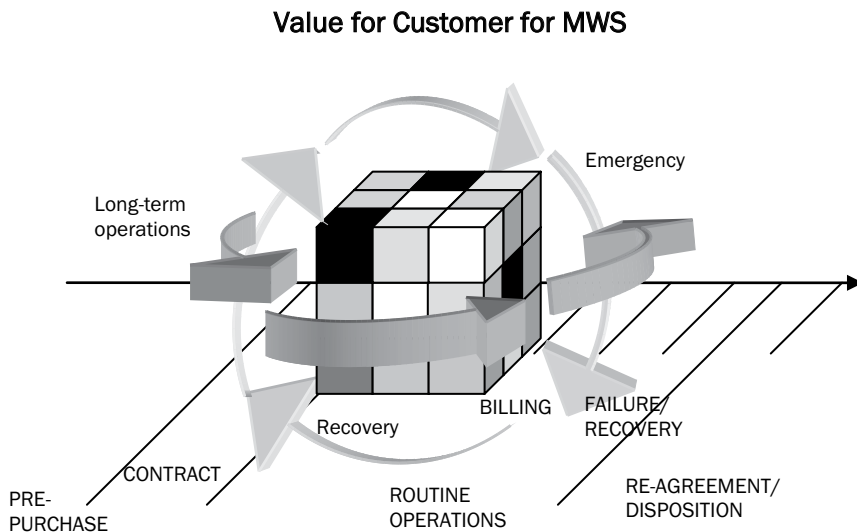 Value for Customer for MWS
Emergency
Long-term
operations
BILLING
FAILURE/
RECOVERY
Recovery
CONTRACT
PRE-
PURCHASE
ROUTINE
OPERATIONS
RE-AGREEMENT/
DISPOSITION